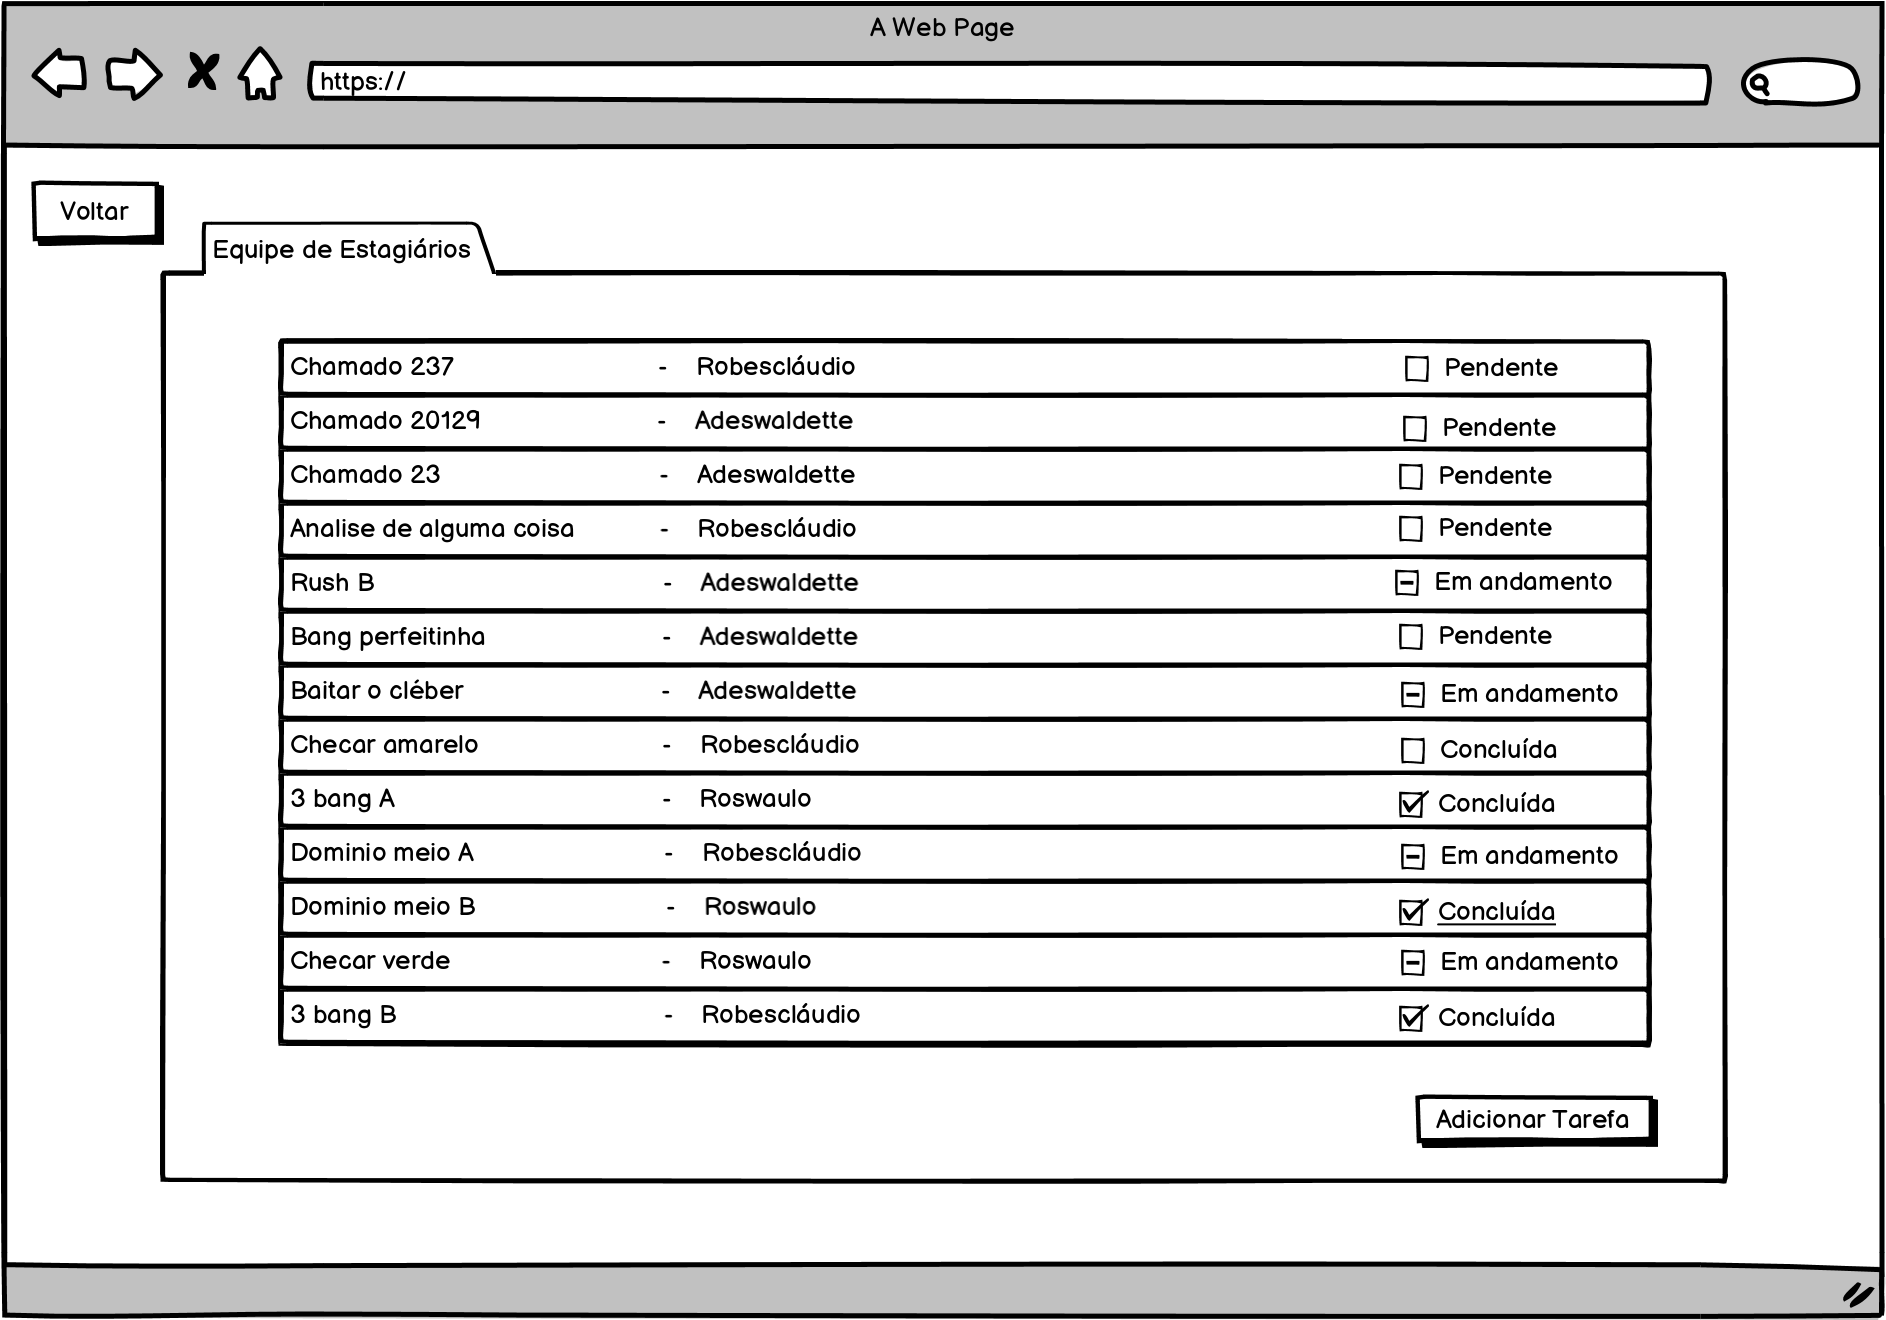 A Web Page
https://
Voltar
Equipe de Estagiários
Chamado 237 - Robescláudio Pendente
Chamado 20129 - Adeswaldette Pendente
Chamado 23 - Adeswaldette Pendente
Analise de alguma coisa - Robescláudio Pendente
Rush B - Adeswaldette Em andamento
Bang perfeitinha - Adeswaldette Pendente
Baitar o cléber - Adeswaldette Em andamento
Checar amarelo - Robescláudio Concluída
3 bang A - Roswaulo Concluída
Dominio meio A - Robescláudio Em andamento
Dominio meio B - Roswaulo Concluída
Checar verde - Roswaulo Em andamento
3 bang B - Robescláudio Concluída
Adicionar Tarefa